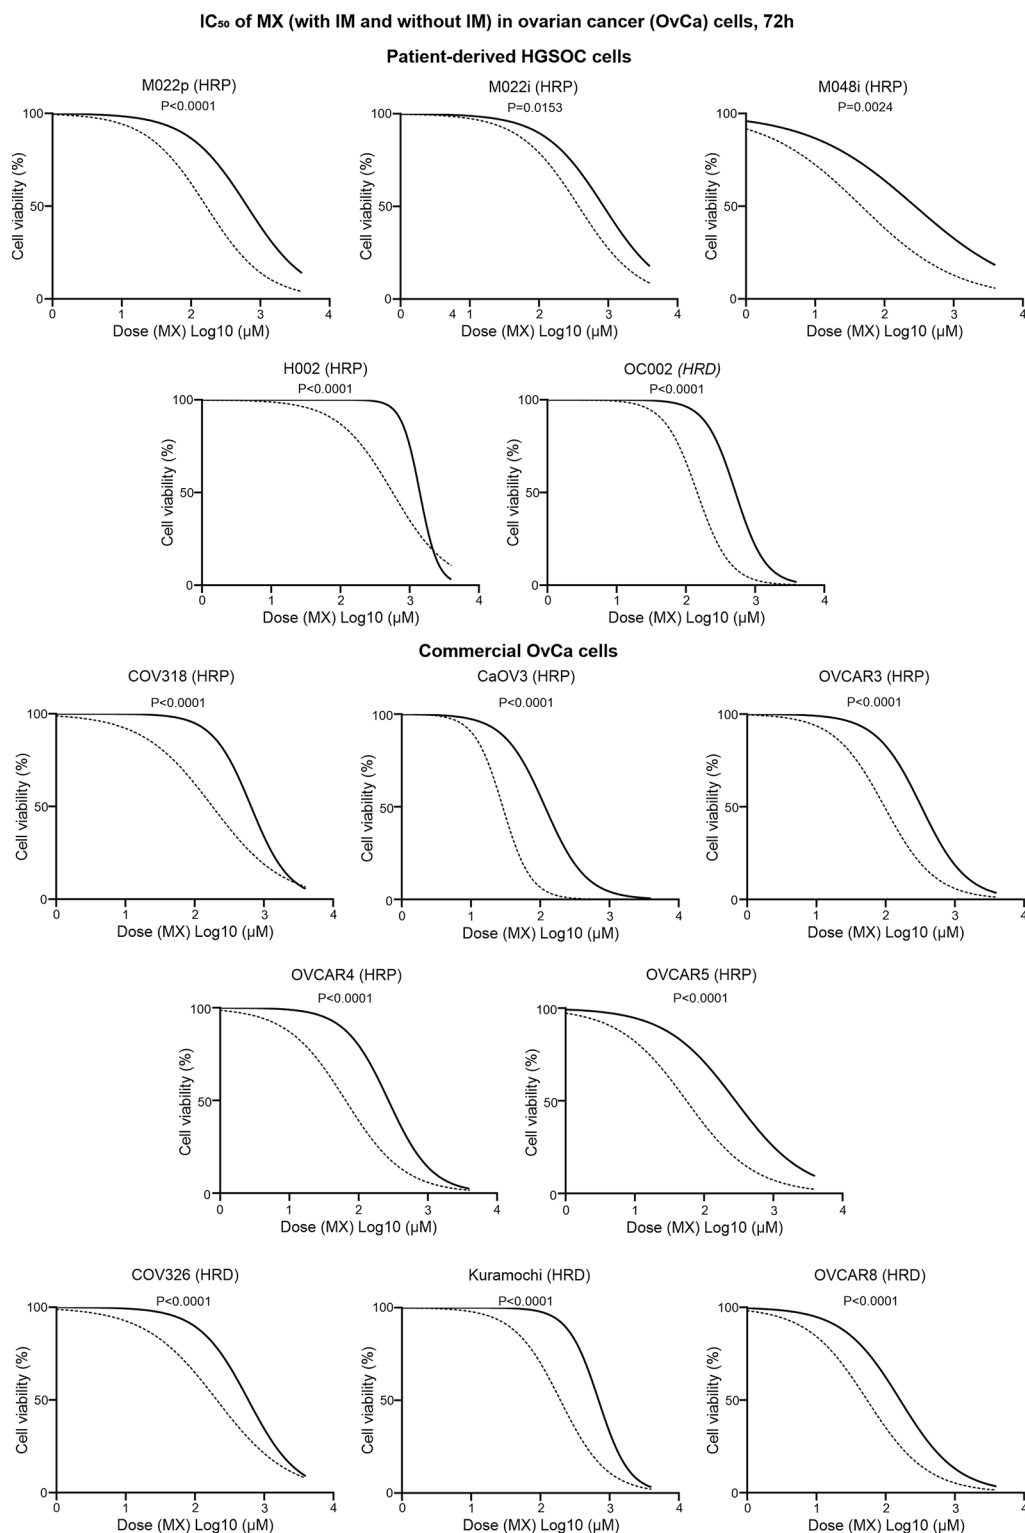 IC₅₀ of MX (with IM and without IM) in ovarian cancer (OvCa) cells, 72h
Patient-derived HGSOC cells
M022p (HRP)
P<0.0001
Cell viability (%)
100
50
0
0 1 2 3 4
Dose (MX) Log10 (µM)
M022i (HRP)
P=0.0153
Cell viability (%)
100
50
0
0 4 1 2 3 4
Dose (MX) Log10 (µM)
M048i (HRP)
P=0.0024
Cell viability (%)
100
50
0
0 1 2 3 4
Dose (MX) Log10 (µM)
H002 (HRP)
P<0.0001
Cell viability (%)
100
50
0
0 1 2 3 4
Dose (MX) Log10 (µM)
OC002 (HRD)
P<0.0001
Cell viability (%)
100
50
0
0 1 2 3 4
Dose (MX) Log10 (µM)
Commercial OvCa cells
COV318 (HRP)
P<0.0001
Cell viability (%)
100
50
0
0 1 2 3 4
Dose (MX) Log10 (µM)
CaOV3 (HRP)
P<0.0001
Cell viability (%)
100
50
0
0 1 2 3 4
Dose (MX) Log10 (µM)
OVCAR3 (HRP)
P<0.0001
Cell viability (%)
100
50
0
0 1 2 3 4
Dose (MX) Log10 (µM)
OVCAR4 (HRP)
P<0.0001
Cell viability (%)
100
50
0
0 1 2 3 4
Dose (MX) Log10 (µM)
OVCAR5 (HRP)
P<0.0001
Cell viability (%)
100
50
0
0 1 2 3 4
Dose (MX) Log10 (µM)
COV326 (HRD)
P<0.0001
Cell viability (%)
100
50
0
0 1 2 3 4
Dose (MX) Log10 (µM)
Kuramochi (HRD)
P<0.0001
Cell viability (%)
100
50
0
0 1 2 3 4
Dose (MX) Log10 (µM)
OVCAR8 (HRD)
P<0.0001
Cell viability (%)
100
50
0
0 1 2 3 4
Dose (MX) Log10 (µM)